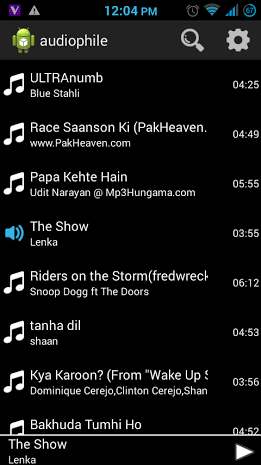 12:04 PM
67
audiophile
ULTRAnumb
04:25
Blue Stahli
Race Saanson Ki (PakHeaven.
04:49
www.PakHeaven.com
Papa Kehte Hain
05:55
Udit Narayan @ Mp3Hungama.com
The Show
03:55
Lenka
Riders on the Storm(fredwreck
06:12
Snoop Dogg ft The Doors
tanha dil
04:53
shaan
Kya Karoon? (From "Wake Up S
03:56
Dominique Cerejo,Clinton Cerejo,Shan
Bakhuda Tumhi Ho
04:52
The Show
Lenka